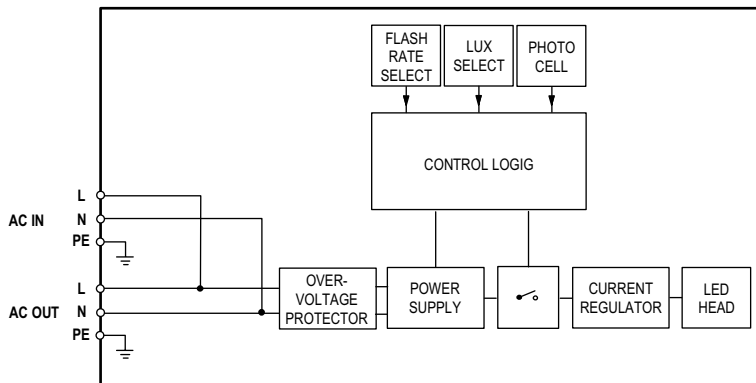 FLASH
RATE
SELECT
LUX
SELECT
PHOTO
CELL
CONTROL LOGIG
L
AC IN
N
PE
L
AC OUT
N
PE
OVER-
VOLTAGE
PROTECTOR
POWER
SUPPLY
CURRENT
REGULATOR
LED
HEAD